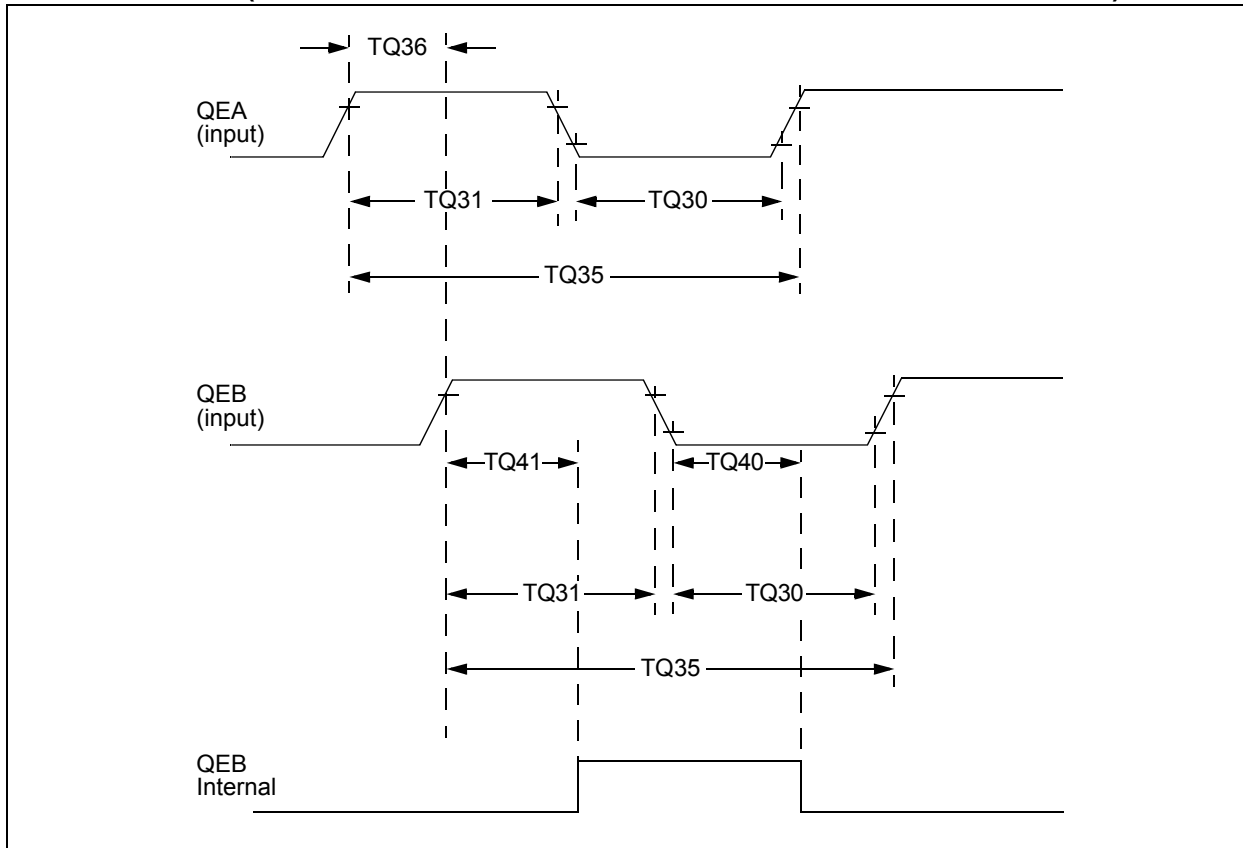 TQ36
QEA
(input)
TQ31
TQ30
TQ35
QEB
(input)
TQ41
TQ40
TQ31
TQ30
TQ35
QEB
Internal